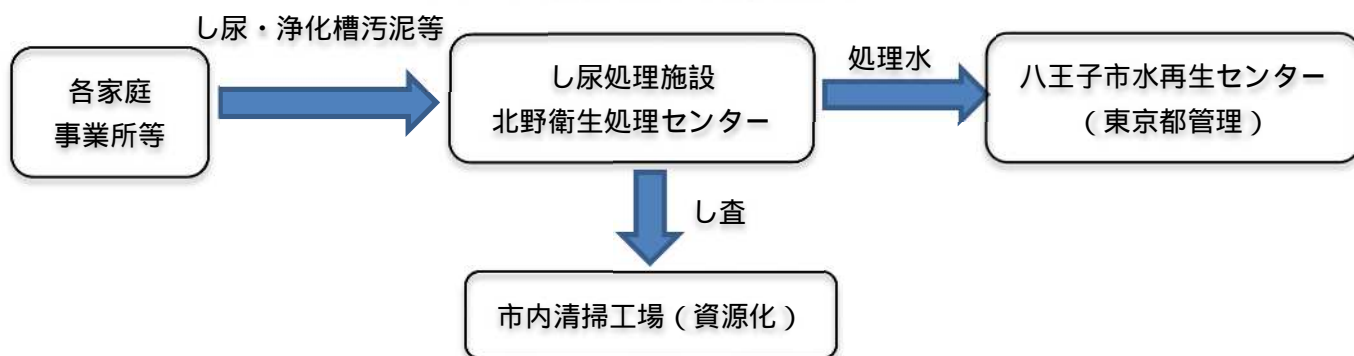 し尿・浄化槽汚泥等
各家庭
事業所等
し尿処理施設
北野衛生処理センター
処理水
八王子市水再生センター
（東京都管理）
し査
市内清掃工場（資源化）